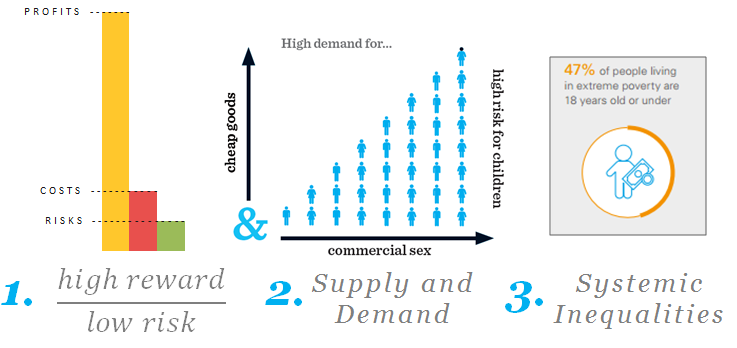 PROFITS
COSTS
RISKS
1. high reward
low risk
High demand for...
cheap goods
&
commercial sex
high risk for children
2. Supply and
Demand
47% of people living
in extreme poverty are
18 years old or under
3. Systemic
Inequalities